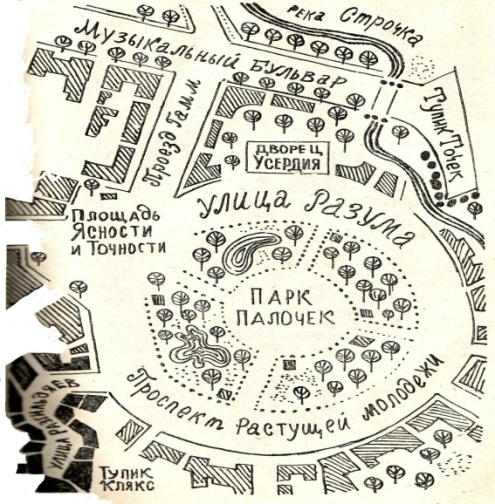 река Строчка
Музыкальный бульвар
Тупик Точек
Проезд Гамм
ДВОРЕЦ
УСЕРДИЯ
УЛИЦА РАЗУМА
ПЛОЩАДЬ
ЯСНОСТИ
и ТОЧНОСТИ
ПАРК
ПАЛОЧЕК
Проспект растущей молодежи
УЛИЦА РАЗГИЛЬДЯЕВ
ТУПИК
КЛЯКС